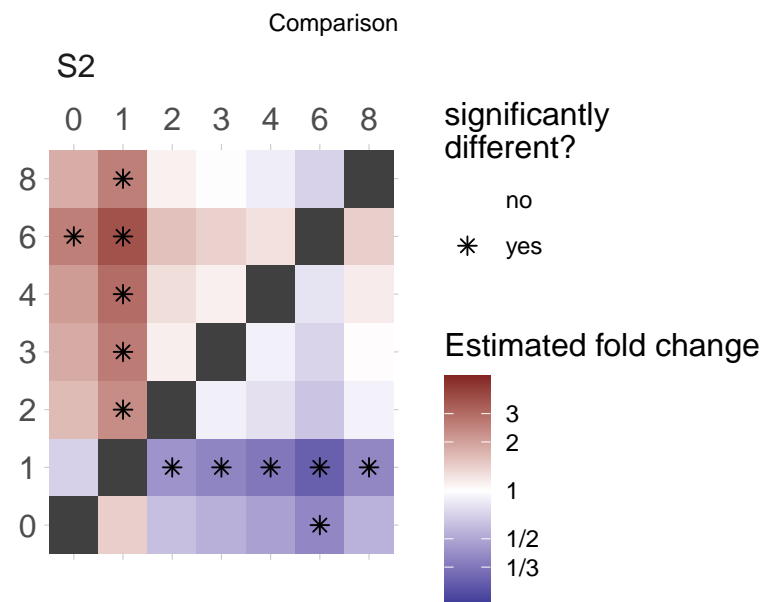 Comparison
S2
0 1 2 3 4 6 8
significantly
different?
no
yes
8
6
4
3
2
1
0
Estimated fold change
3
2
1
1/2
1/3